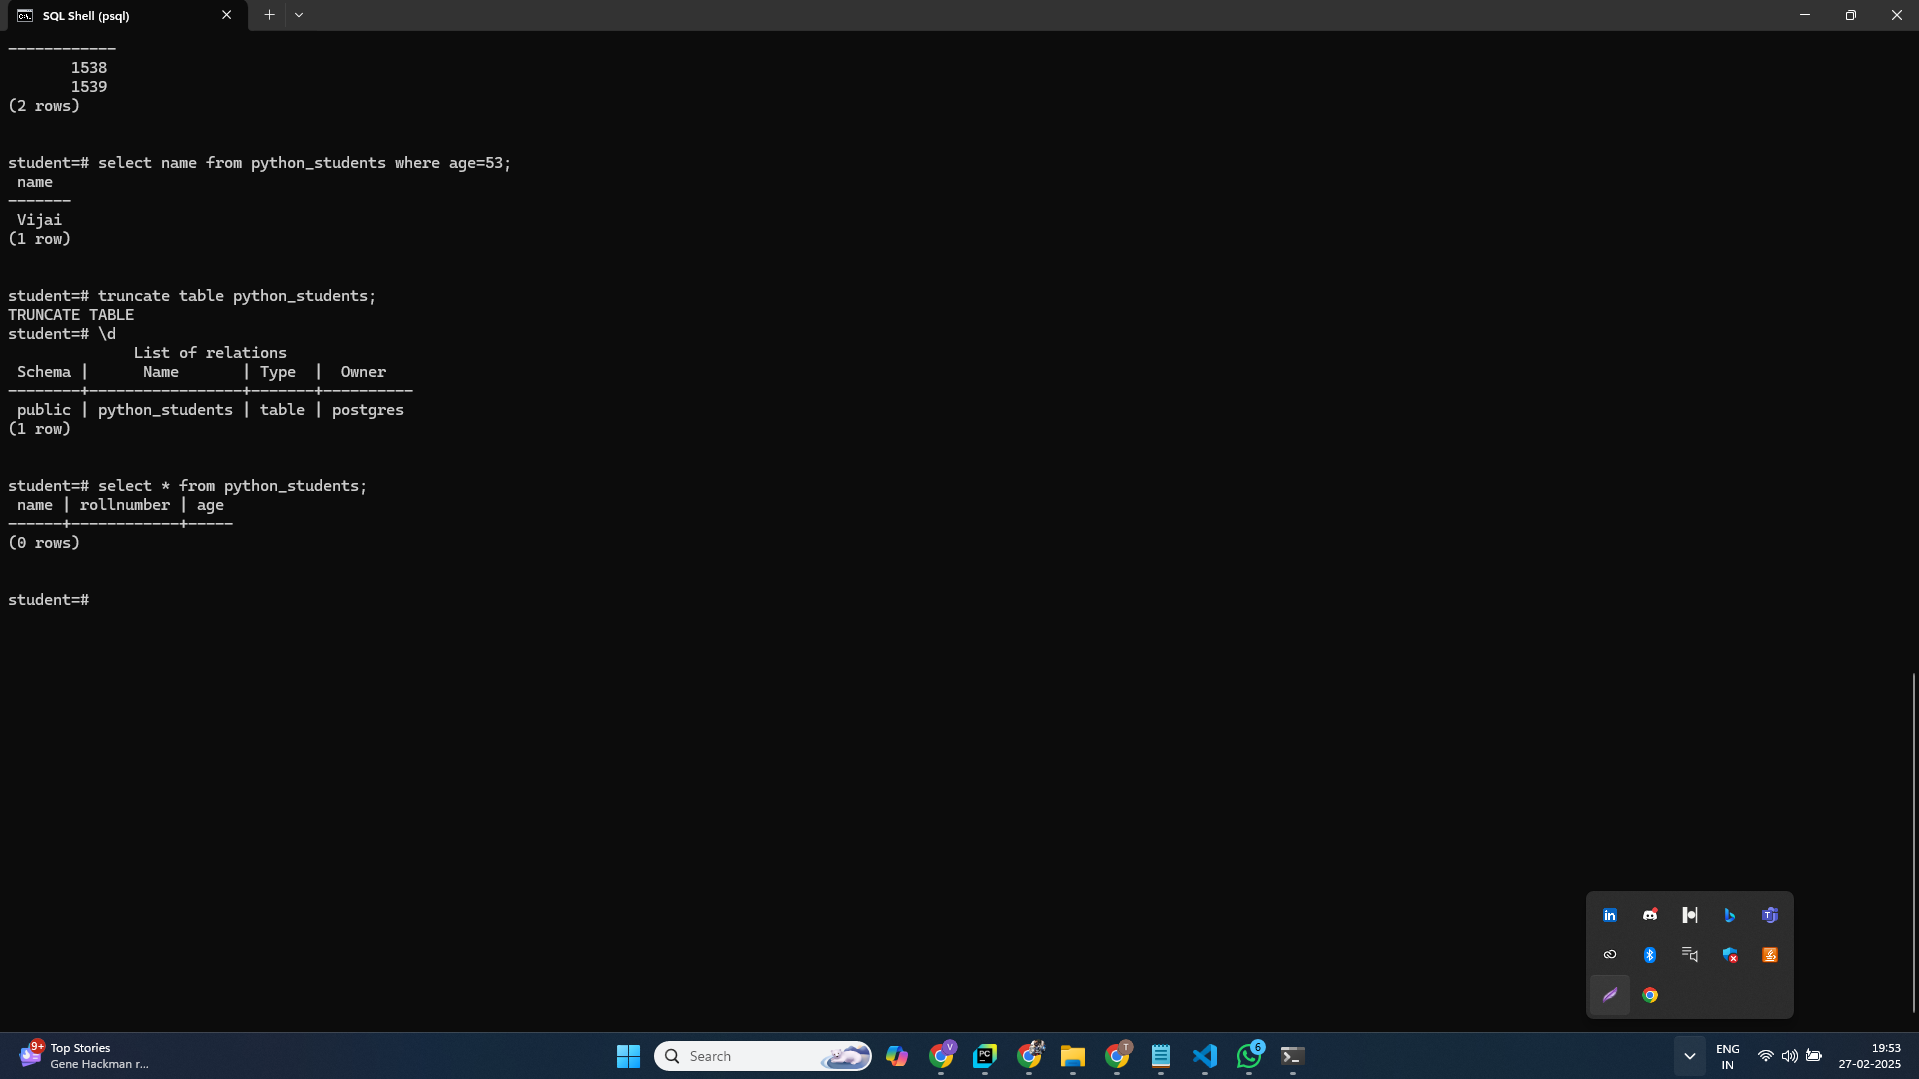 SQL Shell (psql)
------------
1538
1539
(2 rows)
student=# select name from python_students where age=53;
name
-------
Vijai
(1 row)
student=# truncate table python_students;
TRUNCATE TABLE
student=# \d
List of relations
Schema | Name | Type | Owner
--------+-----------------+-------+----------
public | python_students | table | postgres
(1 row)
student=# select * from python_students;
name | rollnumber | age
------+------------+-----
(0 rows)
student=#
9+
Top Stories
Gene Hackman r...
Search
V
PC
T
6
ENG
IN
19:53
27-02-2025